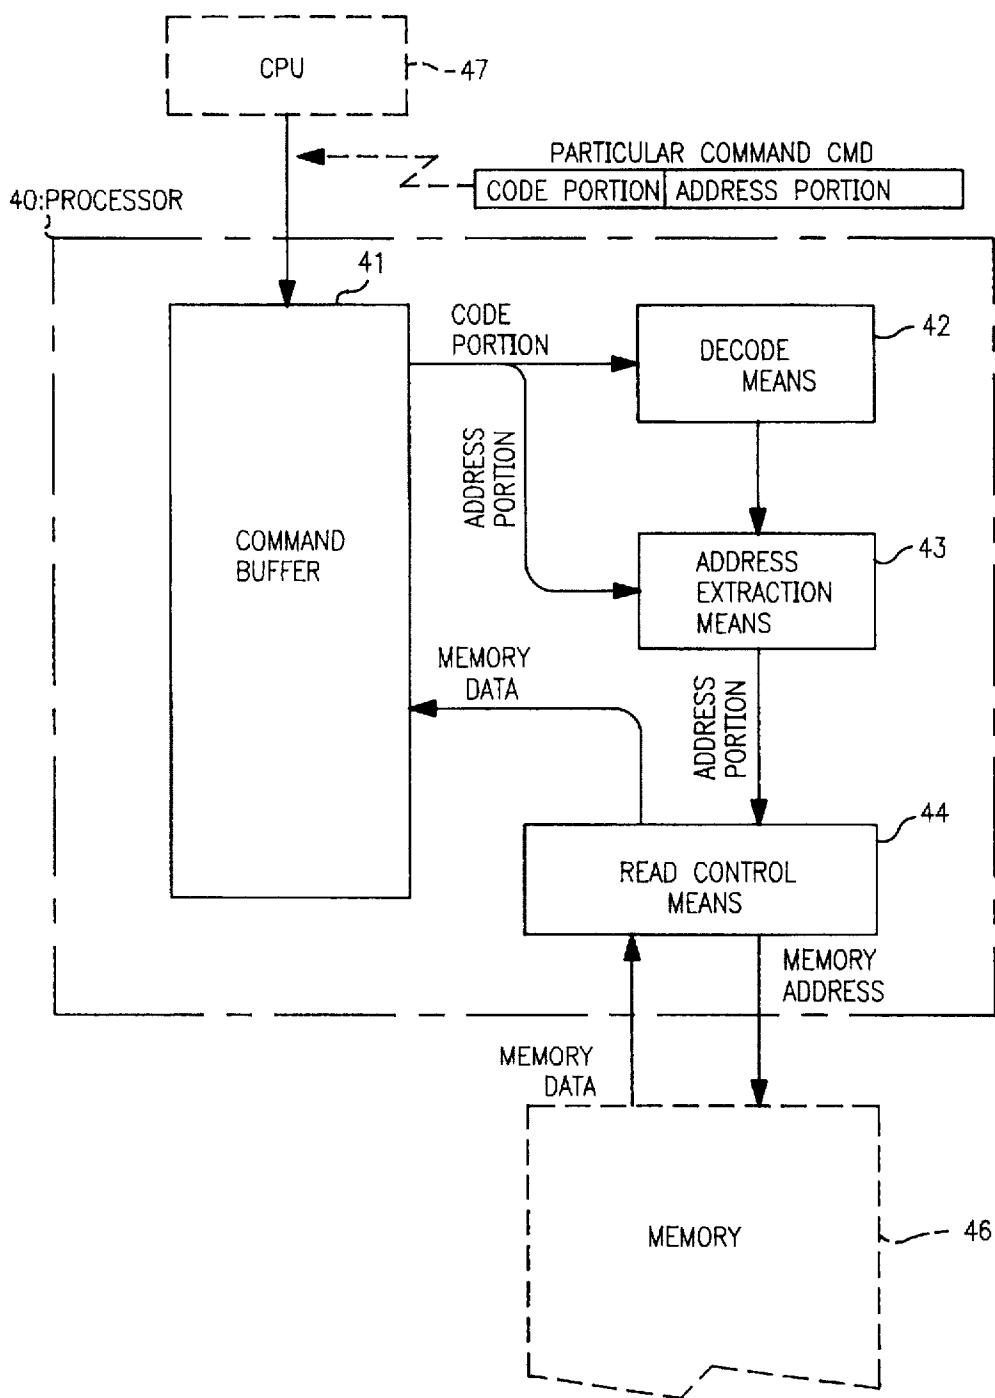 CPU
47
PARTICULAR COMMAND CMD
CODE PORTION ADDRESS PORTION
40:PROCESSOR
41
CODE
PORTION
42
DECODE
MEANS
ADDRESS
PORTION
COMMAND
BUFFER
43
ADDRESS
EXTRACTION
MEANS
MEMORY
DATA
ADDRESS
PORTION
44
READ CONTROL
MEANS
MEMORY
ADDRESS
MEMORY
DATA
MEMORY
46